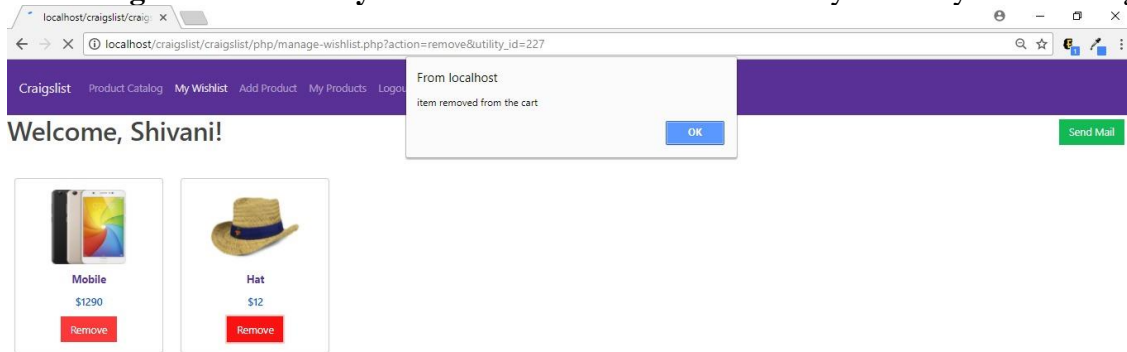 localhost/craigslist/craigs
localhost/craigslist/craigslist/php/manage-wishlist.php?action=remove&utility_id=227
From localhost
item removed from the cart
OK
Craigslist Product Catalog My Wishlist Add Product My Products Logou
Welcome, Shivani!
Send Mail
Mobile Hat
$1290 $12
Remove Remove